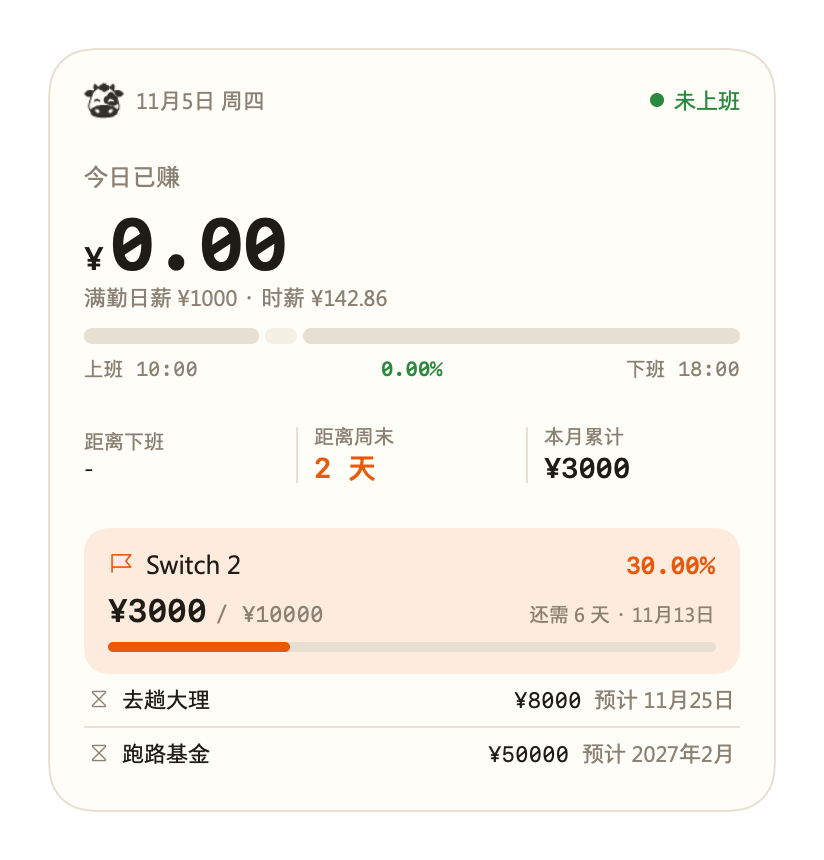 11月5日 周四
未上班
今日已赚
¥0.00
满勤日薪 ¥1000 · 时薪 ¥142.86
上班 10:00 0.00% 下班 18:00
距离下班 距离周末 本月累计
- 2 天 ¥3000
Switch 2 30.00%
¥3000 / ¥10000 还需 6 天 · 11月13日
去趟大理 ¥8000 预计 11月25日
跑路基金 ¥50000 预计 2027年2月